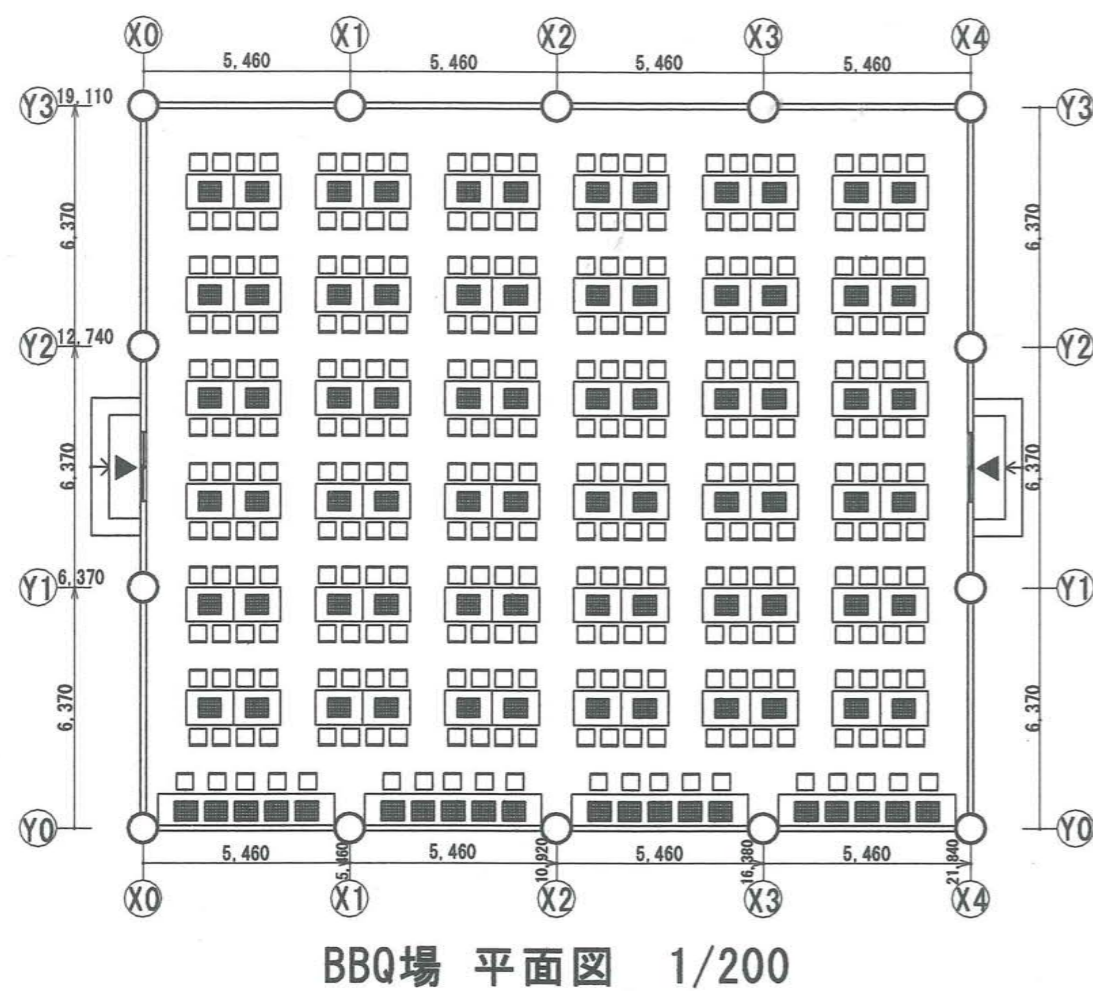 X0 X1 X2 X3 X4
5,460 5,460 5,460 5,460
Y3 19,110 Y3
6,370 6,370
Y2 12,740 Y2
6,370 6,370
Y1 6,370 Y1
6,370 6,370
Y0 Y0
5,460 5,460 5,460 10,920 5,460 16,380 5,460 21,840
X0 X1 X2 X3 X4
BBQ場 平面図 1/200